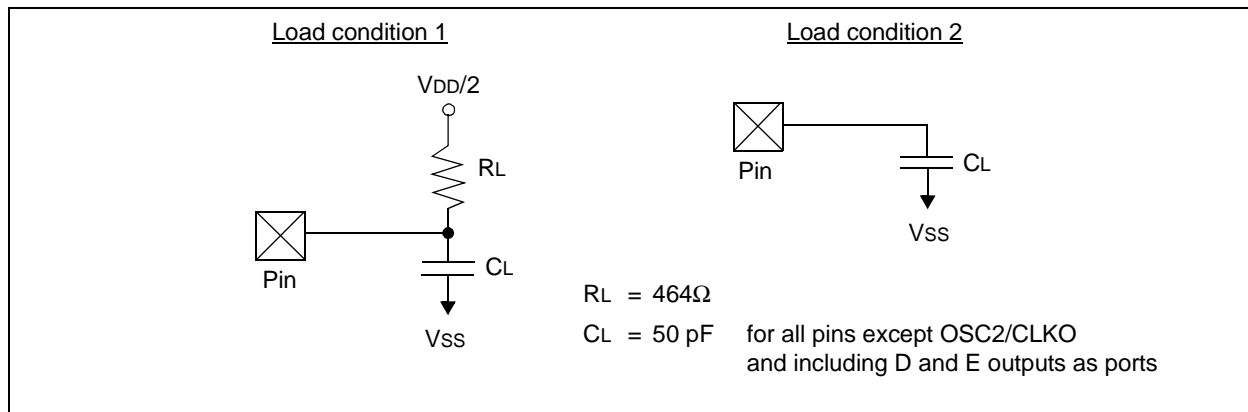 Load condition 1
VDD/2
RL
Pin
CL
VSS
Load condition 2
Pin
CL
VSS
RL = 464Ω
CL = 50 pF for all pins except OSC2/CLKO
and including D and E outputs as ports